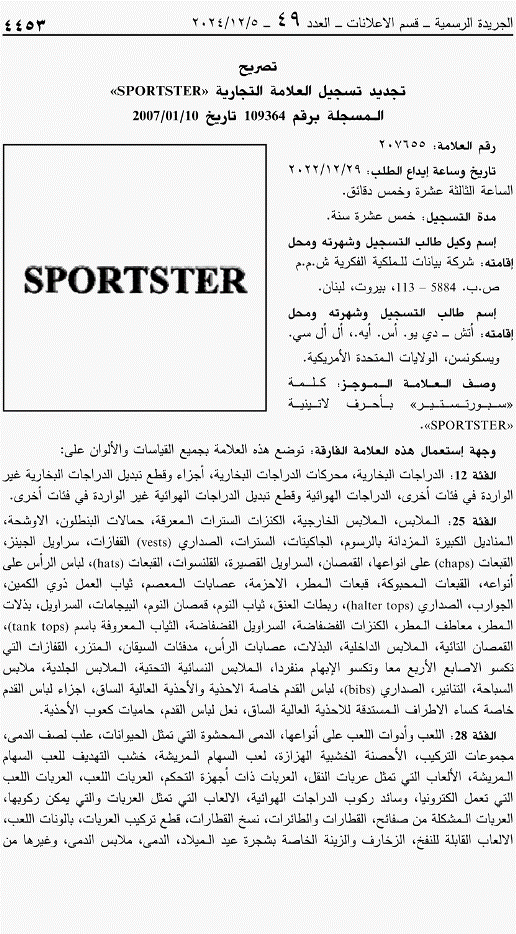 الجريدة الرسمية – قسم الاعلانات – العدد ٤٩ – ٢٠٢٤/١٢/٥
٤٤٥٣
تصريح
تجديد تسجيل العلامة التجارية «SPORTSTER»
المسجلة برقم 109364 تاريخ 2007/01/10
رقم العلامة: ٢٠٧٦٥٥
تاريخ وساعة إيداع الطلب: ٢٠٢٢/١٢/٢٩
الساعة الثالثة عشرة وخمس دقائق.
مدة التسجيل: خمس عشرة سنة.
إسم وكيل طالب التسجيل وشهرته ومحل
إقامته: شركة بيانات للملكية الفكرية ش.م.م
ص.ب. 5884 – 113، بيروت، لبنان.
إسم طالب التسجيل وشهرته ومحل
إقامته: أتش – دي يو. أس. أيه.، أل أل سي.
ويسكونسن، الولايات المتحدة الأمريكية.
وصف العلامة الموجز: كلمة
«سبورتستير» بأحرف لاتينية
«SPORTSTER».
SPORTSTER
وجهة إستعمال هذه العلامة الفارقة: توضع هذه العلامة بجميع القياسات والألوان على:
الفئة 12: الدراجات البخارية، محركات الدراجات البخارية، أجزاء وقطع تبديل الدراجات البخارية غير
الواردة في فئات أخرى، الدراجات الهوائية وقطع تبديل الدراجات الهوائية غير الواردة في فئات أخرى.
الفئة 25: الملابس، الملابس الخارجية، الكنزات السترات المعرقة، حمالات البنطلون، الاوشحة،
المناديل الكبيرة المزدانة بالرسوم، الجاكيتات، السترات، الصداري (vests) القفازات، سراويل الجينز،
القبعات (chaps) على انواعها، القمصان، السراويل القصيرة، القلنسوات، القبعات (hats)، لباس الرأس على
أنواعه، القبعات المحبوكة، قبعات المطر، الاحزمة، عصابات المعصم، ثياب العمل ذوي الكمين،
الجوارب، الصداري (halter tops)، ربطات العنق، ثياب النوم، قمصان النوم، البيجامات، السراويل، بذلات
المطر، معاطف المطر، الكنزات الفضفاضة، السراويل الفضفاضة، الثياب المعروفة باسم (tank tops)،
القمصان التائية، الملابس الداخلية، البذلات، عصابات الرأس، مدفئات السيقان، المتزر، القفازات التي
تكسو الاصابع الأربع معا وتكسو الإبهام منفردا، الملابس النسائية التحتية، الملابس الجلدية، ملابس
السباحة، التنانير، الصداري (bibs)، لباس القدم خاصة الاحذية والأحذية العالية الساق، اجزاء لباس القدم
خاصة كساء الاطراف المستدقة للاحذية العالية الساق، نعل لباس القدم، حاميات كعوب الأحذية.
الفئة 28: اللعب وأدوات اللعب على أنواعها، الدمى المحشوة التي تمثل الحيوانات، علب لصف الدمى،
مجموعات التركيب، الأحصنة الخشبية الهزازة، لعب السهام المريشة، خشب التهديف للعب السهام
المريشة، الألعاب التي تمثل عربات النقل، العربات ذات أجهزة التحكم، العربات اللعب، العربات اللعب
التي تعمل الكترونيا، وسائد ركوب الدراجات الهوائية، الالعاب التي تمثل العربات والتي يمكن ركوبها،
العربات المشكلة من صفائح، القطارات والطائرات، نسخ القطارات، قطع تركيب العربات، بالونات اللعب،
الالعاب القابلة للنفخ، الزخارف والزينة الخاصة بشجرة عيد الميلاد، الدمى، ملابس الدمى، وغيرها من